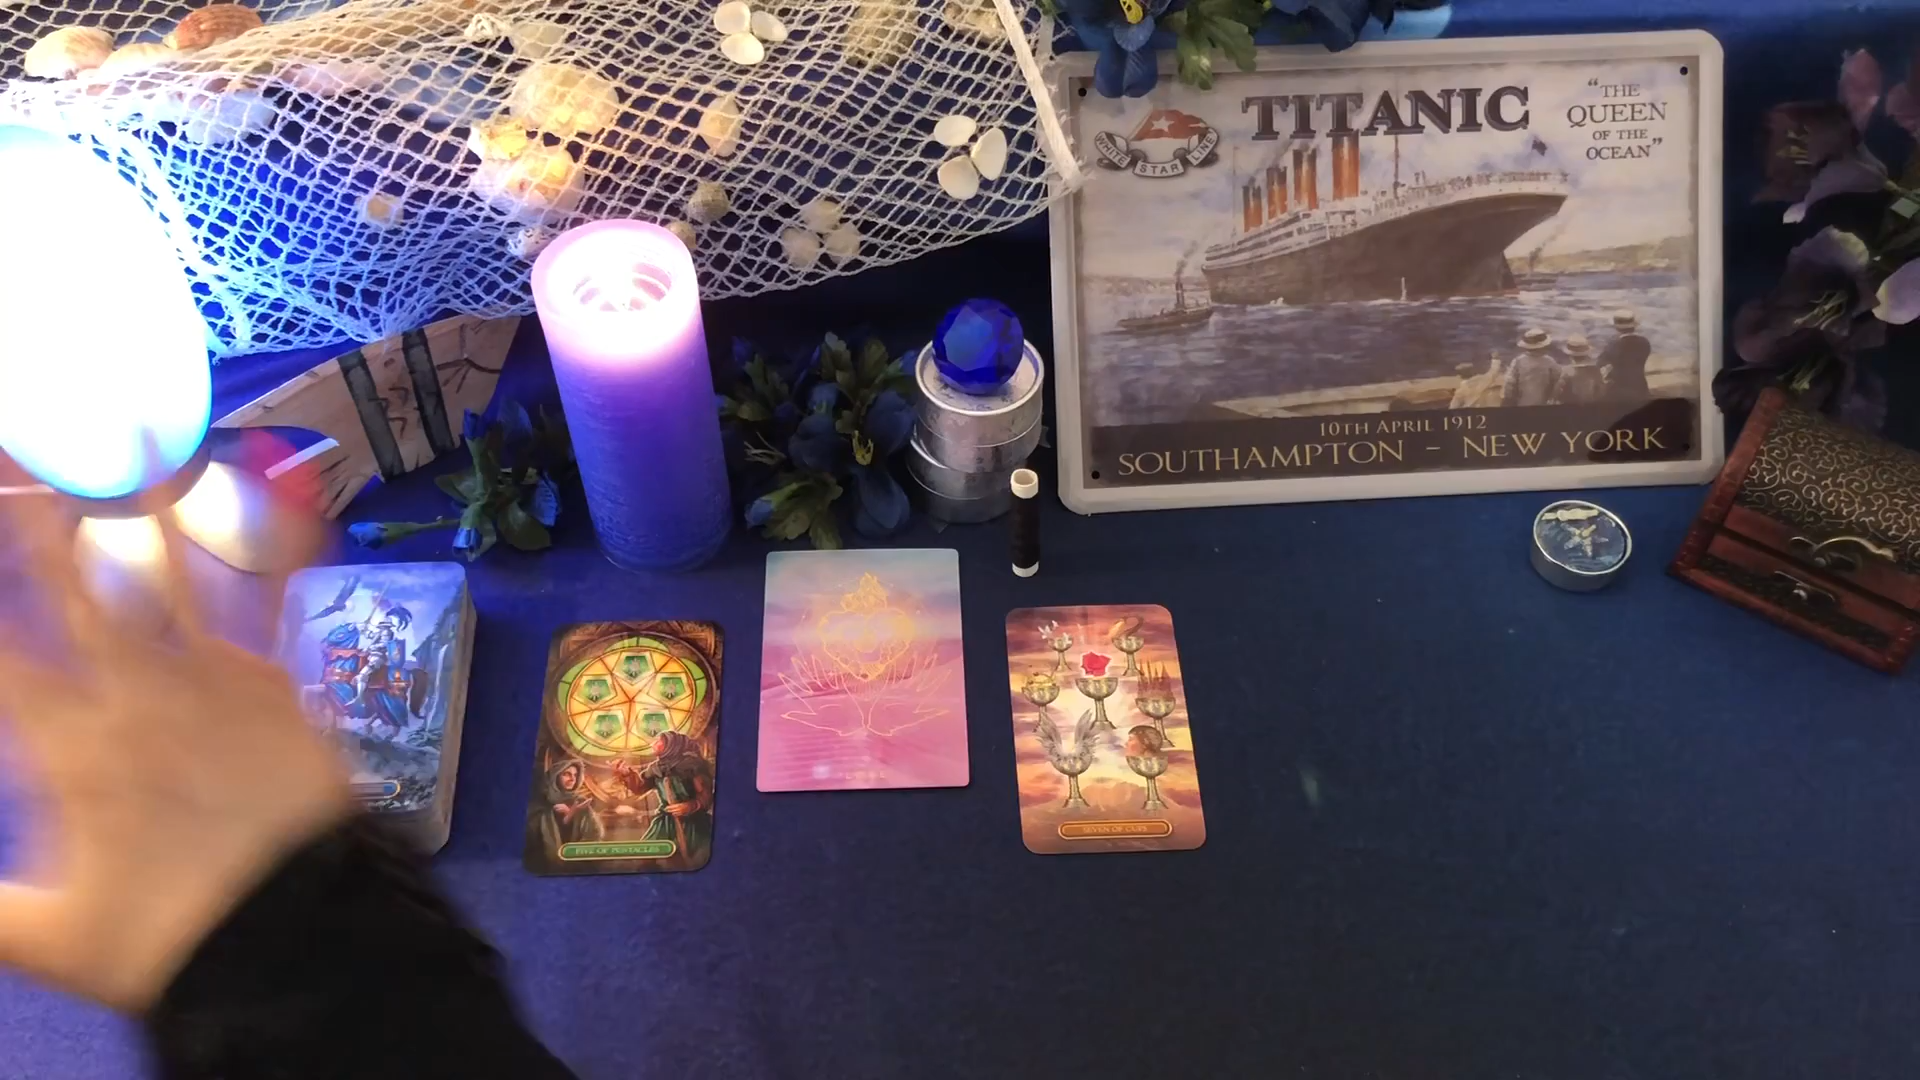 TITANIC
“THE
QUEEN
OF THE
OCEAN”
WHITE
STAR
LINE
10TH APRIL 1912
SOUTHAMPTON - NEW YORK
FIVE OF PENTACLES
LOVE
SEVEN OF CUPS